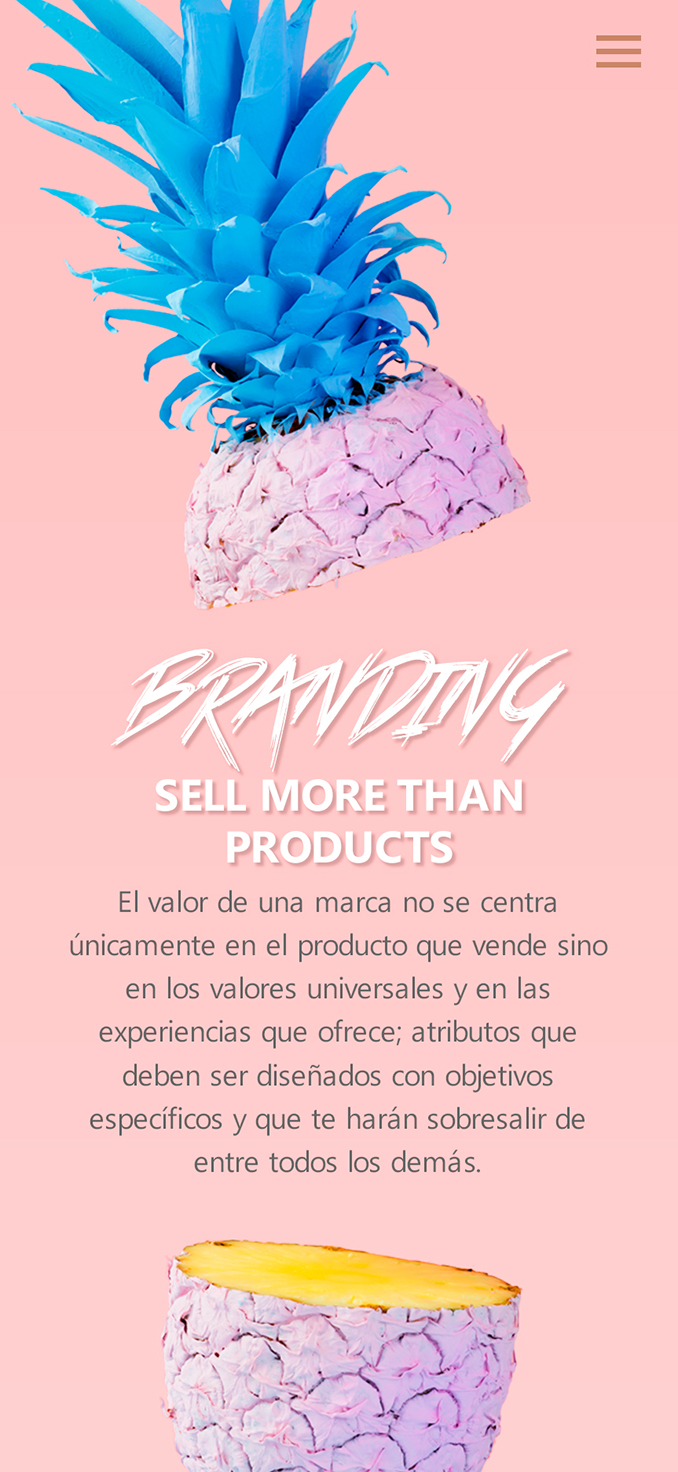 BRANDING
SELL MORE THAN
PRODUCTS
El valor de una marca no se centra
únicamente en el producto que vende sino
en los valores universales y en las
experiencias que ofrece; atributos que
deben ser diseñados con objetivos
específicos y que te harán sobresalir de
entre todos los demás.